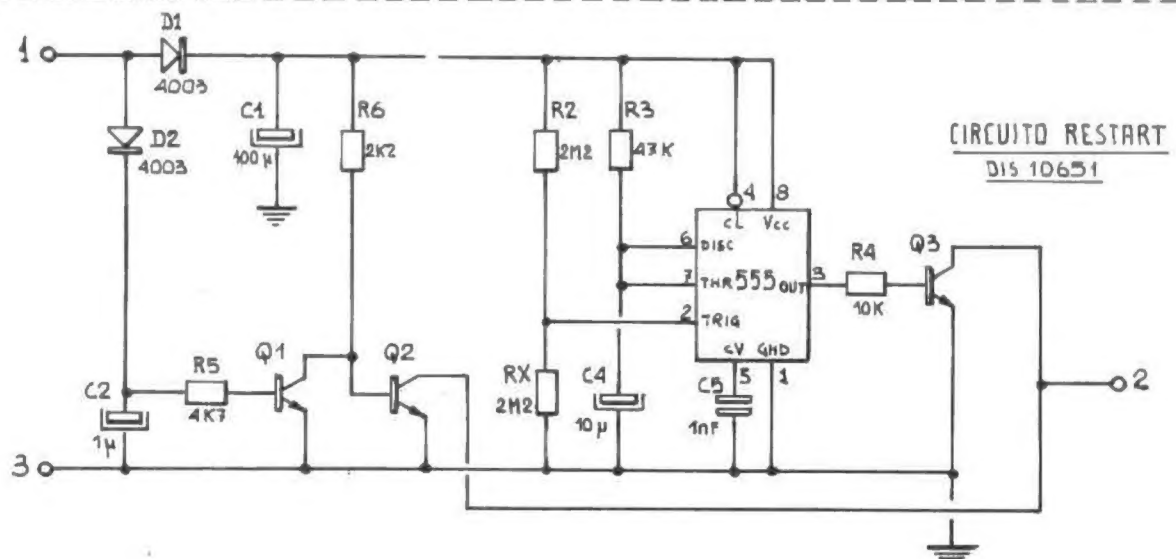 1
D1
4003
D2
4003
C1
100µ
R6
2K2
R2
2M2
R3
47K
CIRCUITO RESTART
DIS 10651
4
8
CL
Vcc
6
DISC
7
THR
555
OUT
3
2
TRIG
CV
GND
5
1
R4
10K
Q3
R5
4K7
Q1
Q2
C2
1µ
RX
2M2
C4
10µ
C5
1nF
2
3